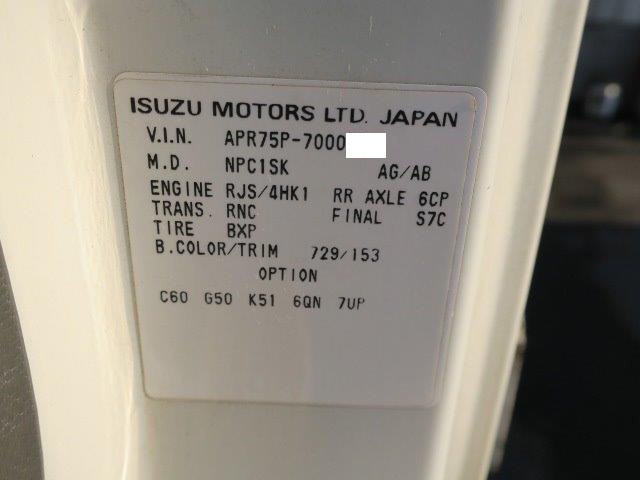 ISUZU MOTORS LTD. JAPAN
V.I.N. APR75P-7000
M.D. NPC1SK AG/AB
ENGINE RJS/4HK1 RR AXLE 6CP
TRANS. RNC FINAL S7C
TIRE BXP
B.COLOR/TRIM 729/153
OPTION
C60 G50 K51 6QN 7UP